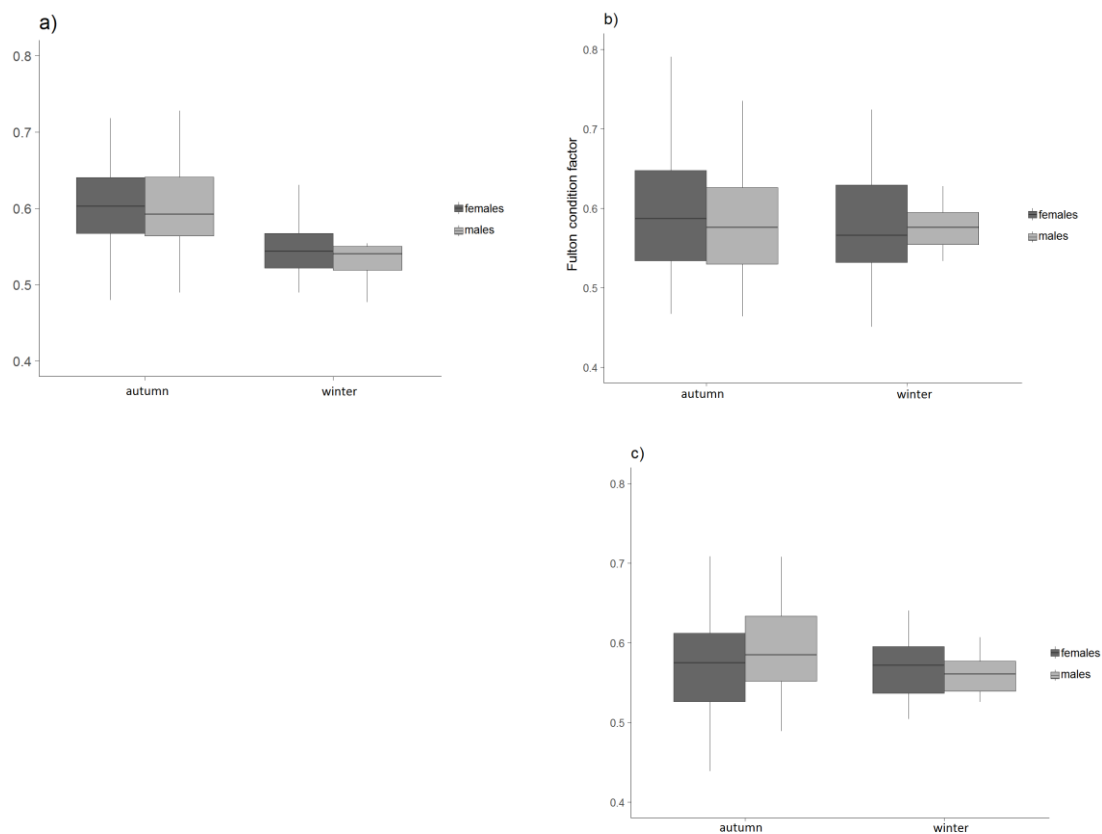 a)
0.8
0.7
0.6
0.5
0.4
autumn
winter
females
males
b)
Fulton condition factor
0.8
0.7
0.6
0.5
0.4
autumn
winter
females
males
c)
0.8
0.7
0.6
0.5
0.4
autumn
winter
females
males